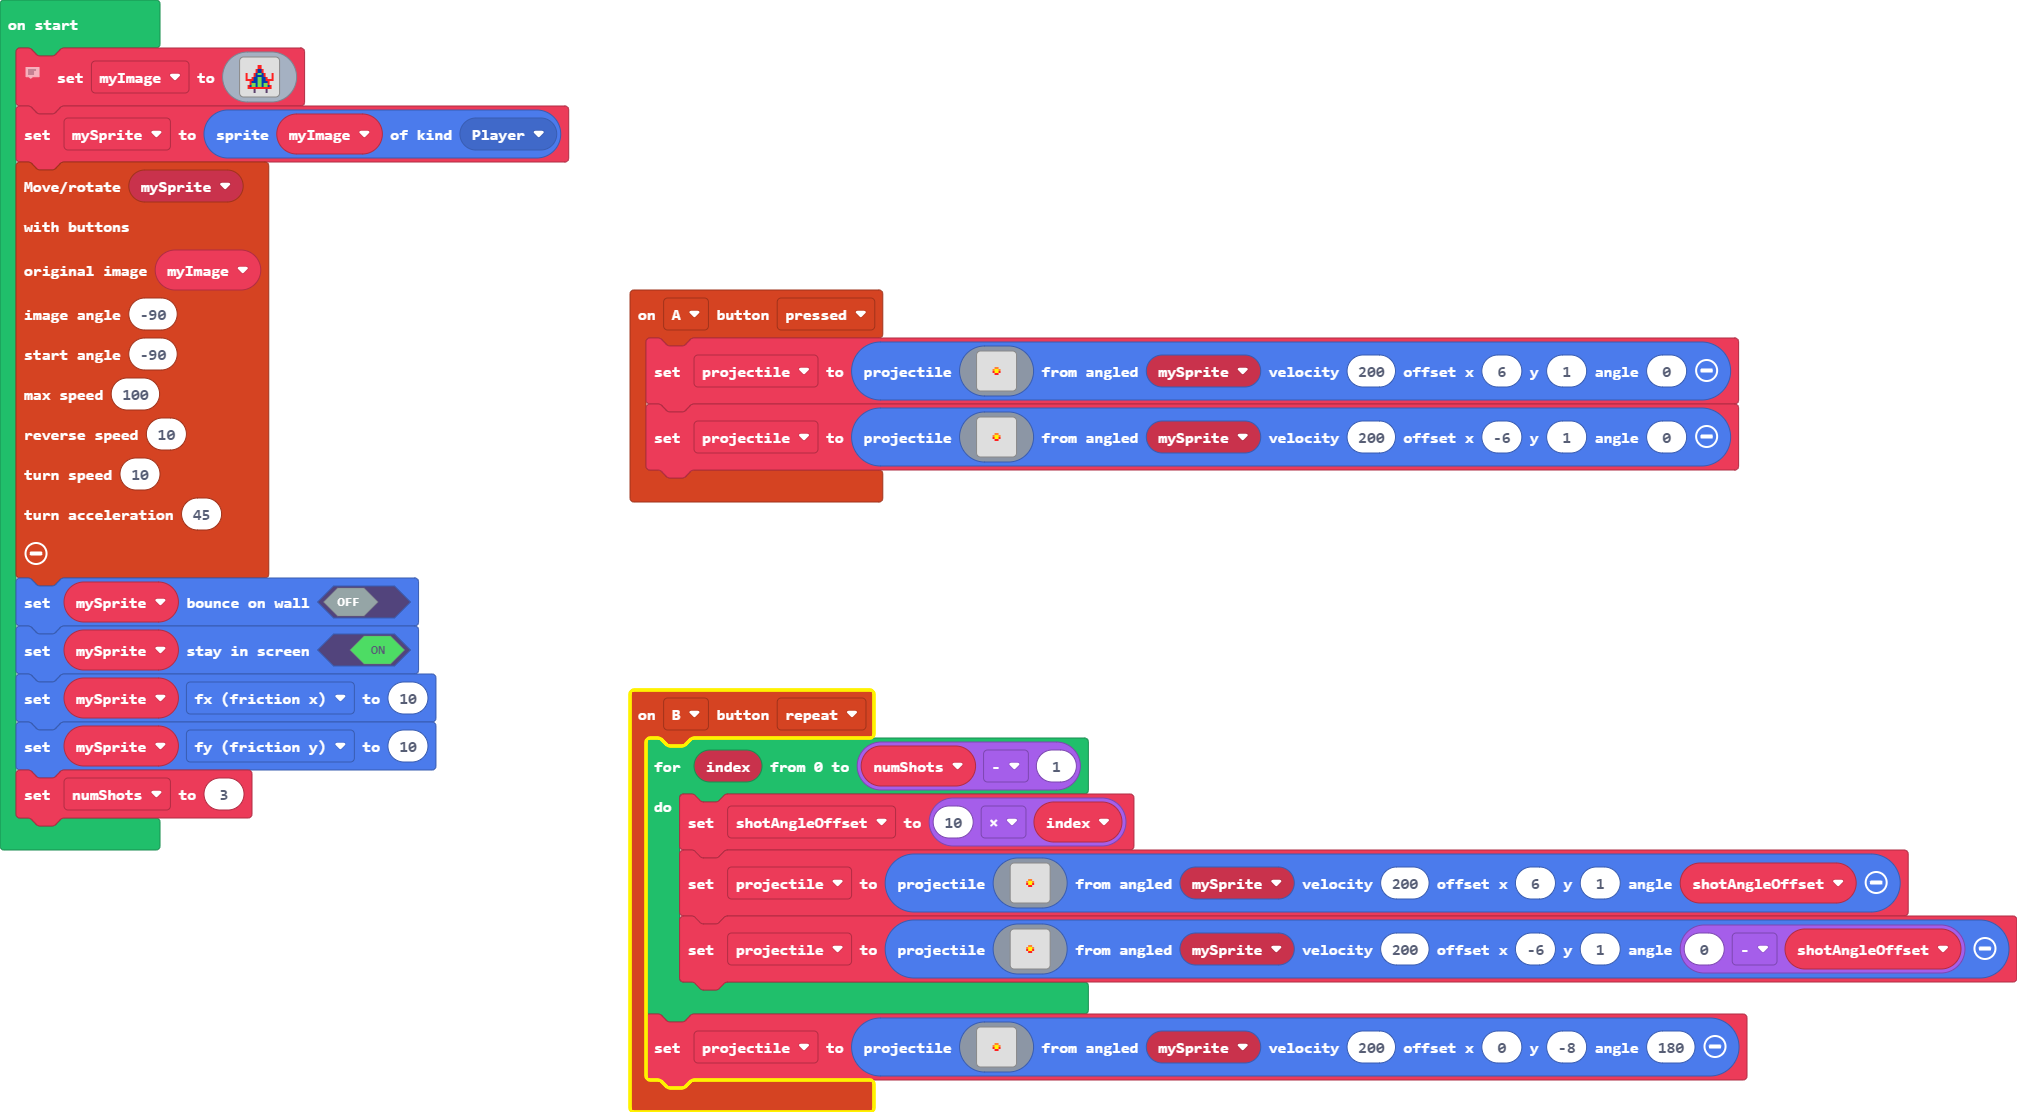 on start
set myImage to
set mySprite to sprite myImage of kind Player
Move/rotate mySprite
with buttons
original image myImage
image angle -90
start angle -90
max speed 100
reverse speed 10
turn speed 10
turn acceleration 45
set mySprite bounce on wall OFF
set mySprite stay in screen ON
set mySprite fx (friction x) to 10
set mySprite fy (friction y) to 10
set numShots to 3
on A button pressed
set projectile to projectile from angled mySprite velocity 200 offset x 6 y 1 angle 0
set projectile to projectile from angled mySprite velocity 200 offset x -6 y 1 angle 0
on B button repeat
for index from 0 to numShots - 1
do
set shotAngleOffset to 10 × index
set projectile to projectile from angled mySprite velocity 200 offset x 6 y 1 angle shotAngleOffset
set projectile to projectile from angled mySprite velocity 200 offset x -6 y 1 angle 0 - shotAngleOffset
set projectile to projectile from angled mySprite velocity 200 offset x 0 y -8 angle 180